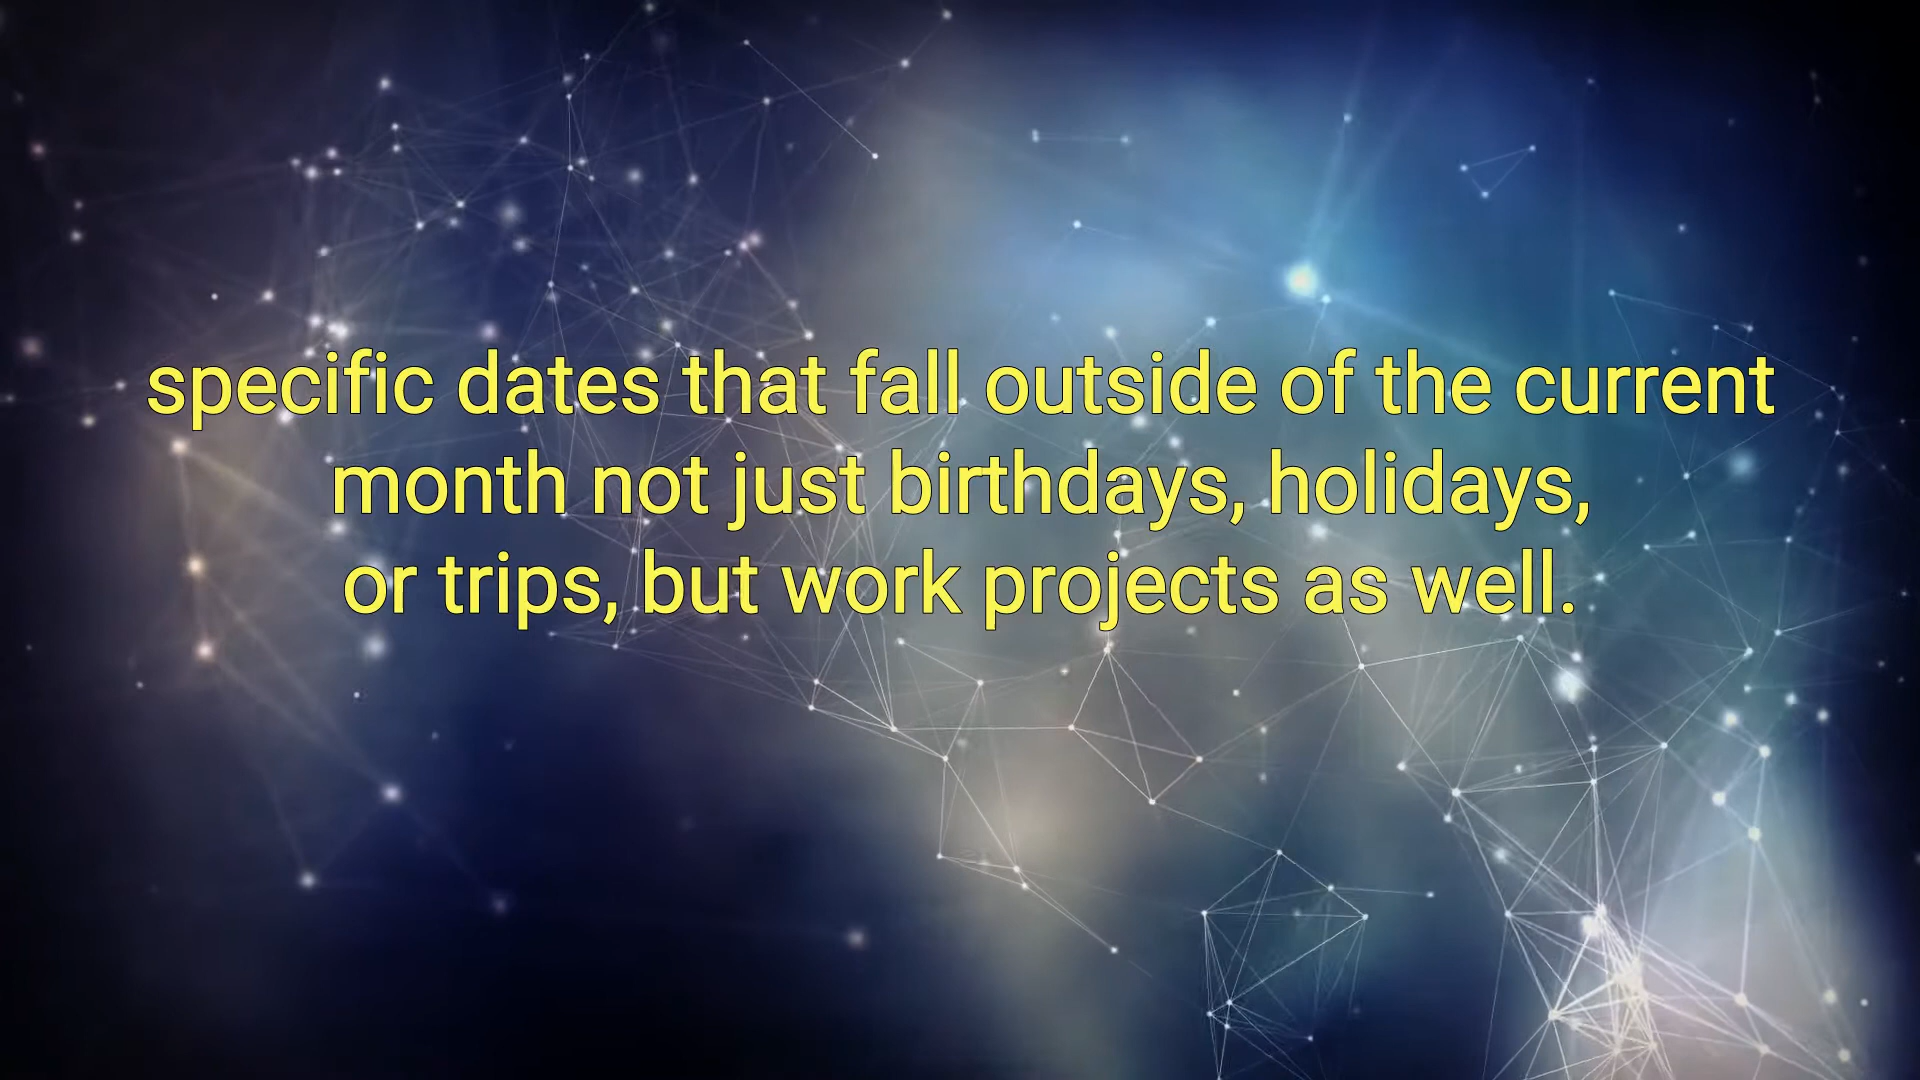 specific dates that fall outside of the current
month not just birthdays, holidays,
or trips, but work projects as well.